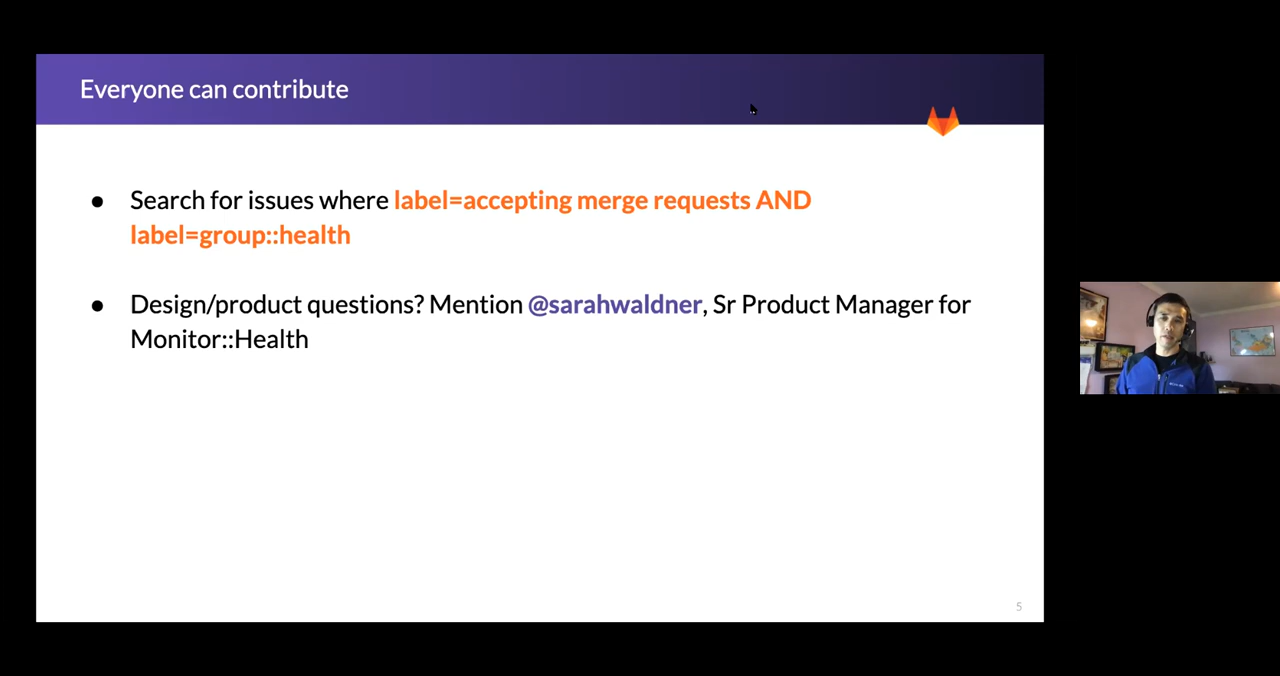 Everyone can contribute
● Search for issues where label=accepting merge requests AND
label=group::health
● Design/product questions? Mention @sarahwaldner, Sr Product Manager for
Monitor::Health
5